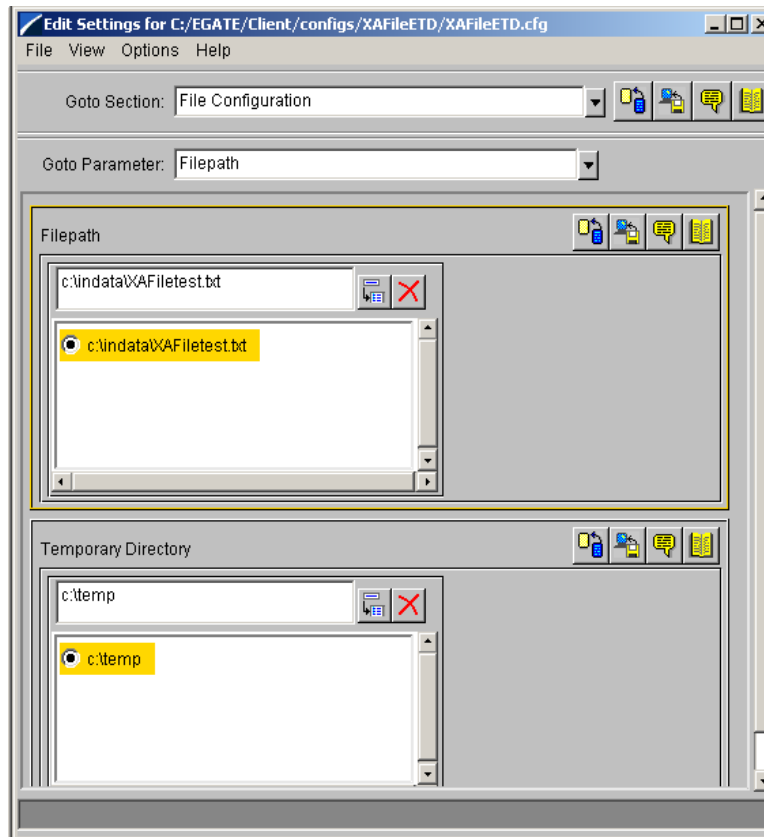 Edit Settings for C:/EGATE/Client/configs/XAFileETD/XAFileETD.cfg
File View Options Help
Goto Section: File Configuration
Goto Parameter: Filepath
Filepath
c:\indata\XAFiletest.txt
c:\indata\XAFiletest.txt
Temporary Directory
c:\temp
c:\temp